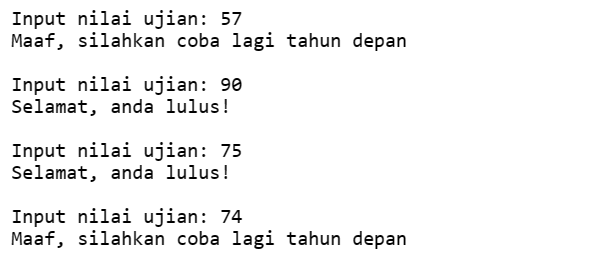 Input nilai ujian: 57
Maaf, silahkan coba lagi tahun depan
Input nilai ujian: 90
Selamat, anda lulus!
Input nilai ujian: 75
Selamat, anda lulus!
Input nilai ujian: 74
Maaf, silahkan coba lagi tahun depan